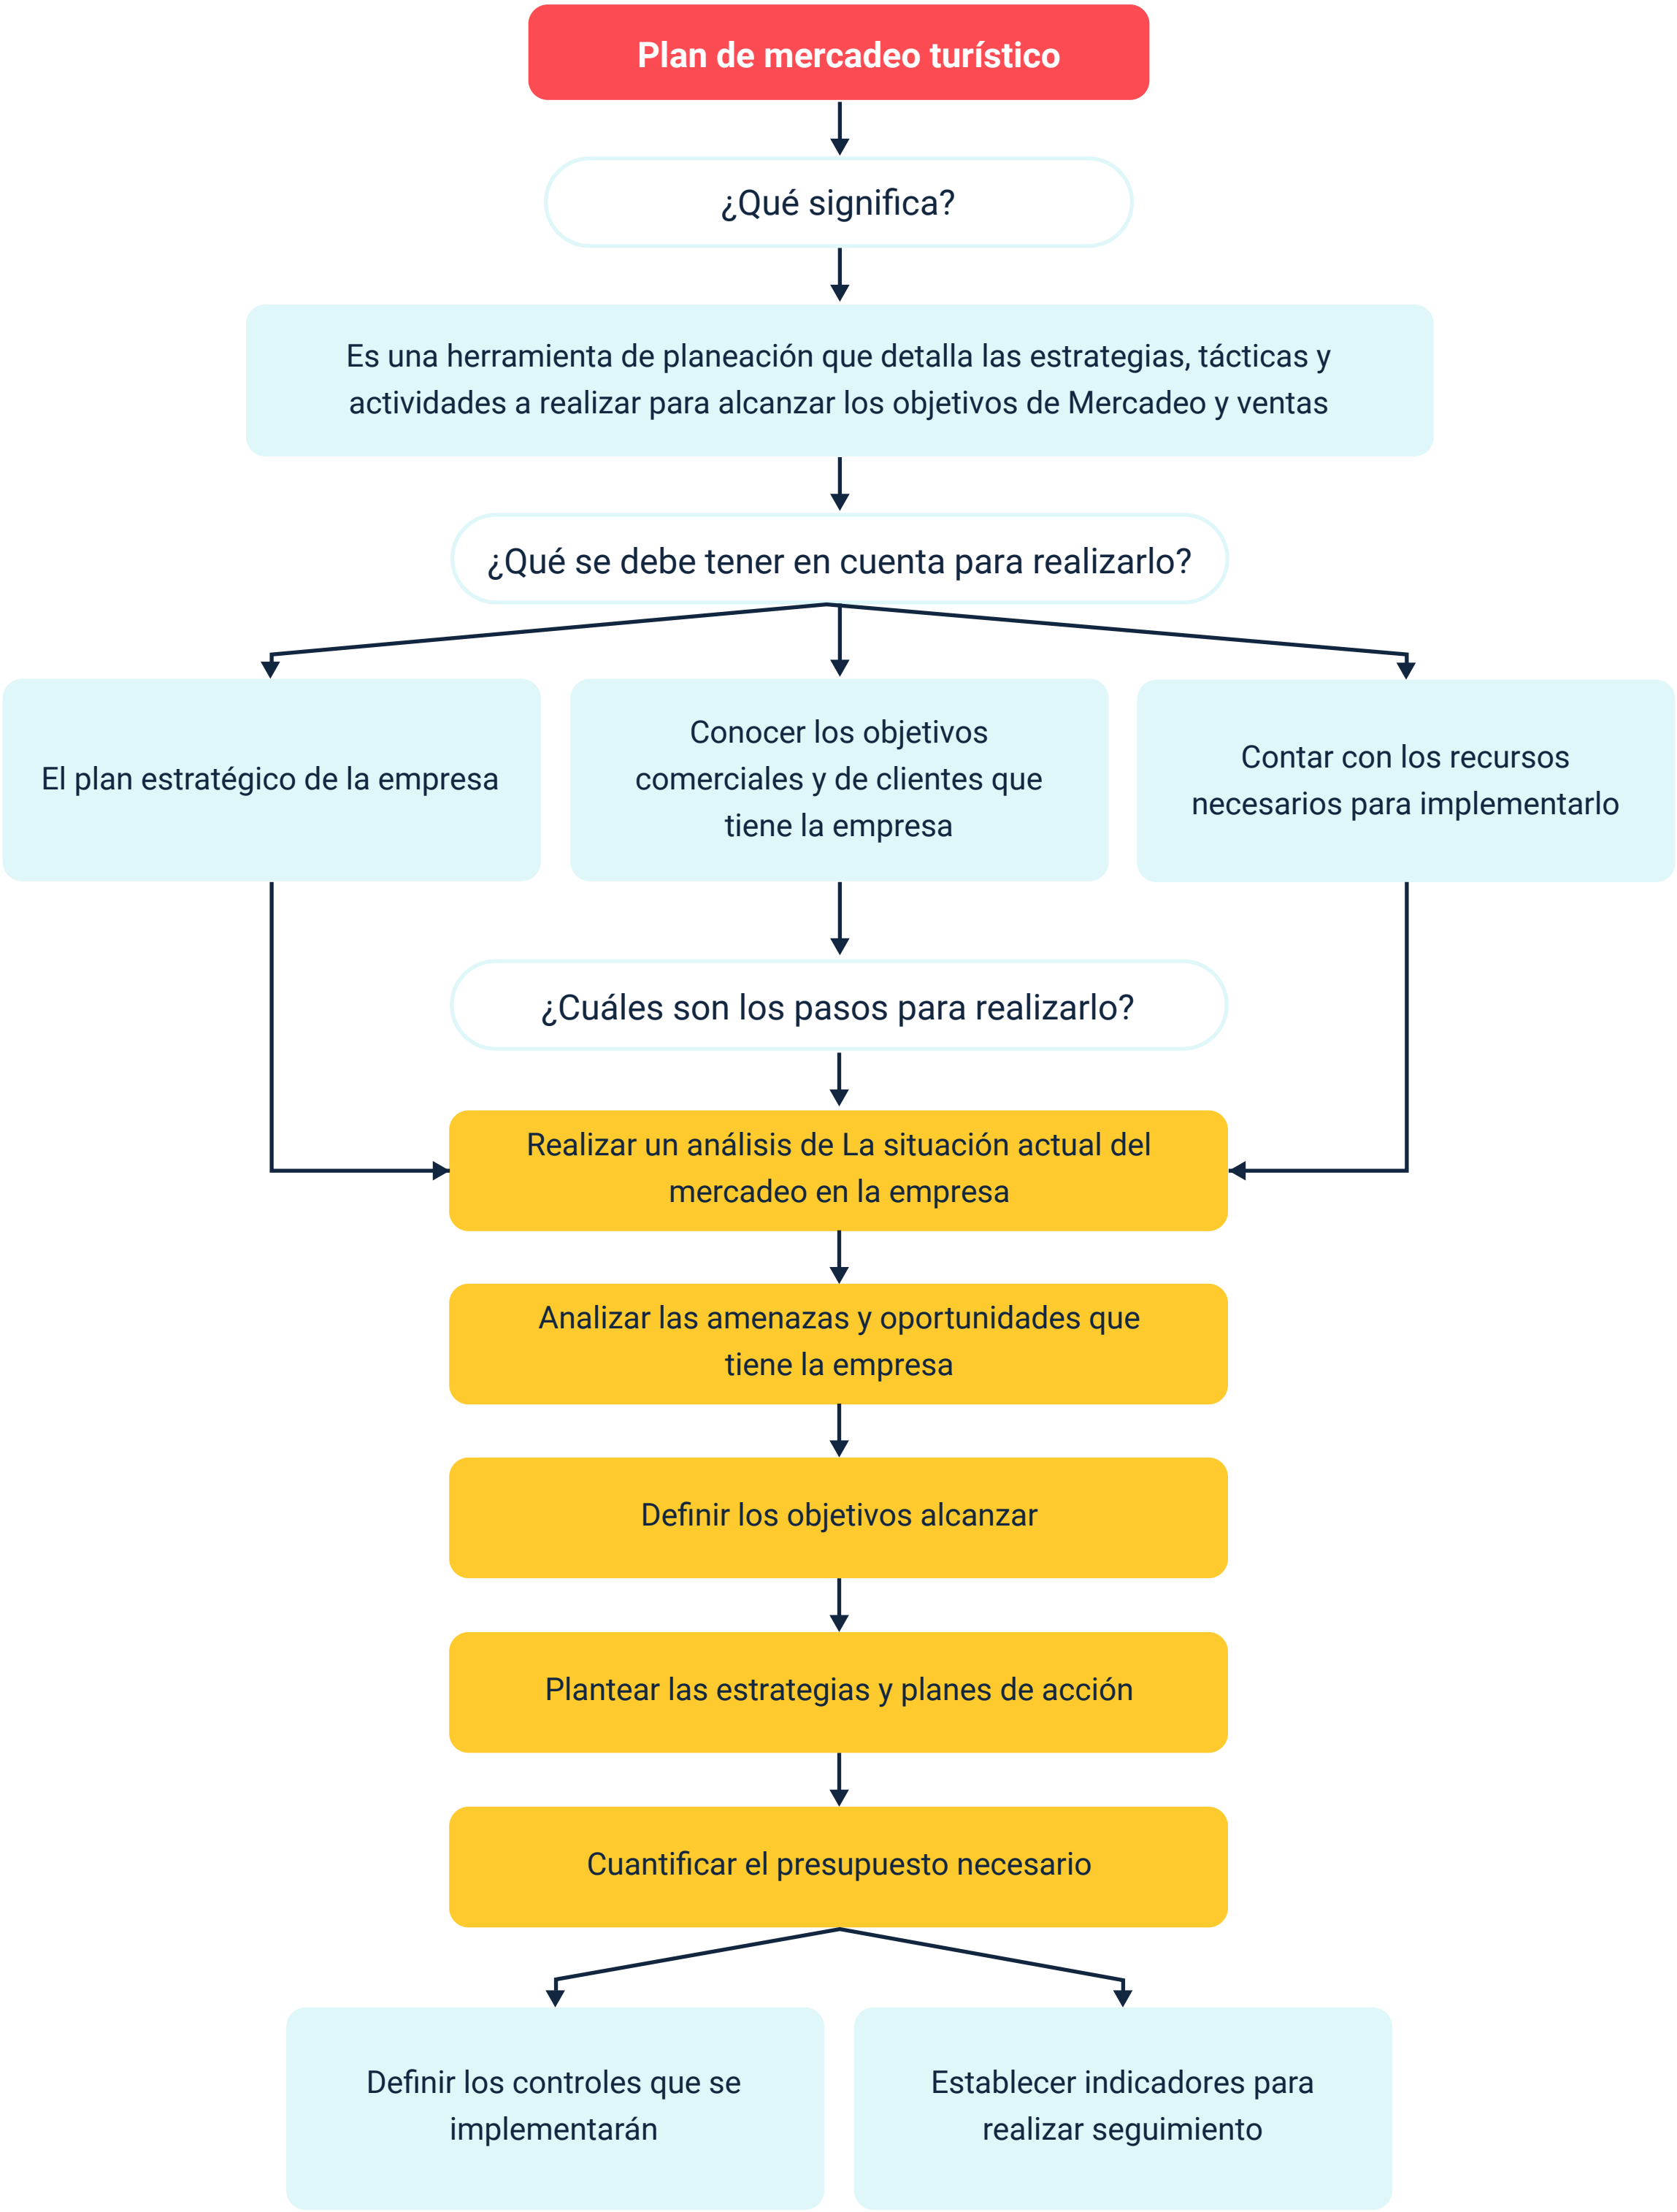 Plan de mercadeo turístico
¿Qué significa?
Es una herramienta de planeación que detalla las estrategias, tácticas y
actividades a realizar para alcanzar los objetivos de Mercadeo y ventas
¿Qué se debe tener en cuenta para realizarlo?
El plan estratégico de la empresa
Conocer los objetivos
comerciales y de clientes que
tiene la empresa
Contar con los recursos
necesarios para implementarlo
¿Cuáles son los pasos para realizarlo?
Realizar un análisis de La situación actual del
mercadeo en la empresa
Analizar las amenazas y oportunidades que
tiene la empresa
Definir los objetivos alcanzar
Plantear las estrategias y planes de acción
Cuantificar el presupuesto necesario
Definir los controles que se
implementarán
Establecer indicadores para
realizar seguimiento